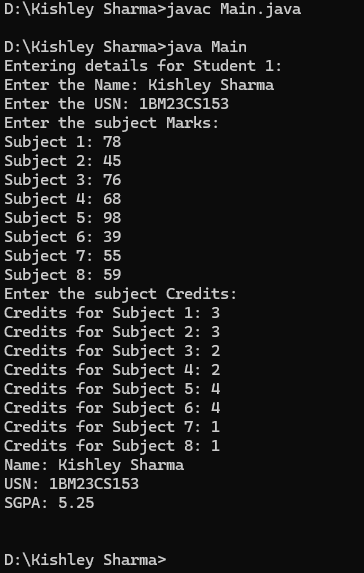 D:\Kishley Sharma>javac Main.java
D:\Kishley Sharma>java Main
Entering details for Student 1:
Enter the Name: Kishley Sharma
Enter the USN: 1BM23CS153
Enter the subject Marks:
Subject 1: 78
Subject 2: 45
Subject 3: 76
Subject 4: 68
Subject 5: 98
Subject 6: 39
Subject 7: 55
Subject 8: 59
Enter the subject Credits:
Credits for Subject 1: 3
Credits for Subject 2: 3
Credits for Subject 3: 2
Credits for Subject 4: 2
Credits for Subject 5: 4
Credits for Subject 6: 4
Credits for Subject 7: 1
Credits for Subject 8: 1
Name: Kishley Sharma
USN: 1BM23CS153
SGPA: 5.25
D:\Kishley Sharma>